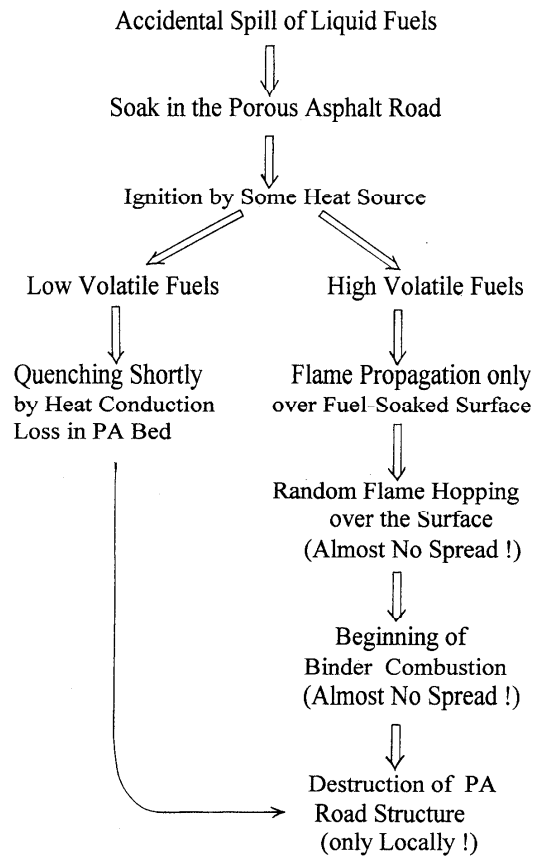 Accidental Spill of Liquid Fuels
Soak in the Porous Asphalt Road
Ignition by Some Heat Source
Low Volatile Fuels
Quenching Shortly
by Heat Conduction
Loss in PA Bed
High Volatile Fuels
Flame Propagation only
over Fuel-Soaked Surface
Random Flame Hopping
over the Surface
(Almost No Spread !)
Beginning of
Binder Combustion
(Almost No Spread !)
Destruction of PA
Road Structure
(only Locally !)